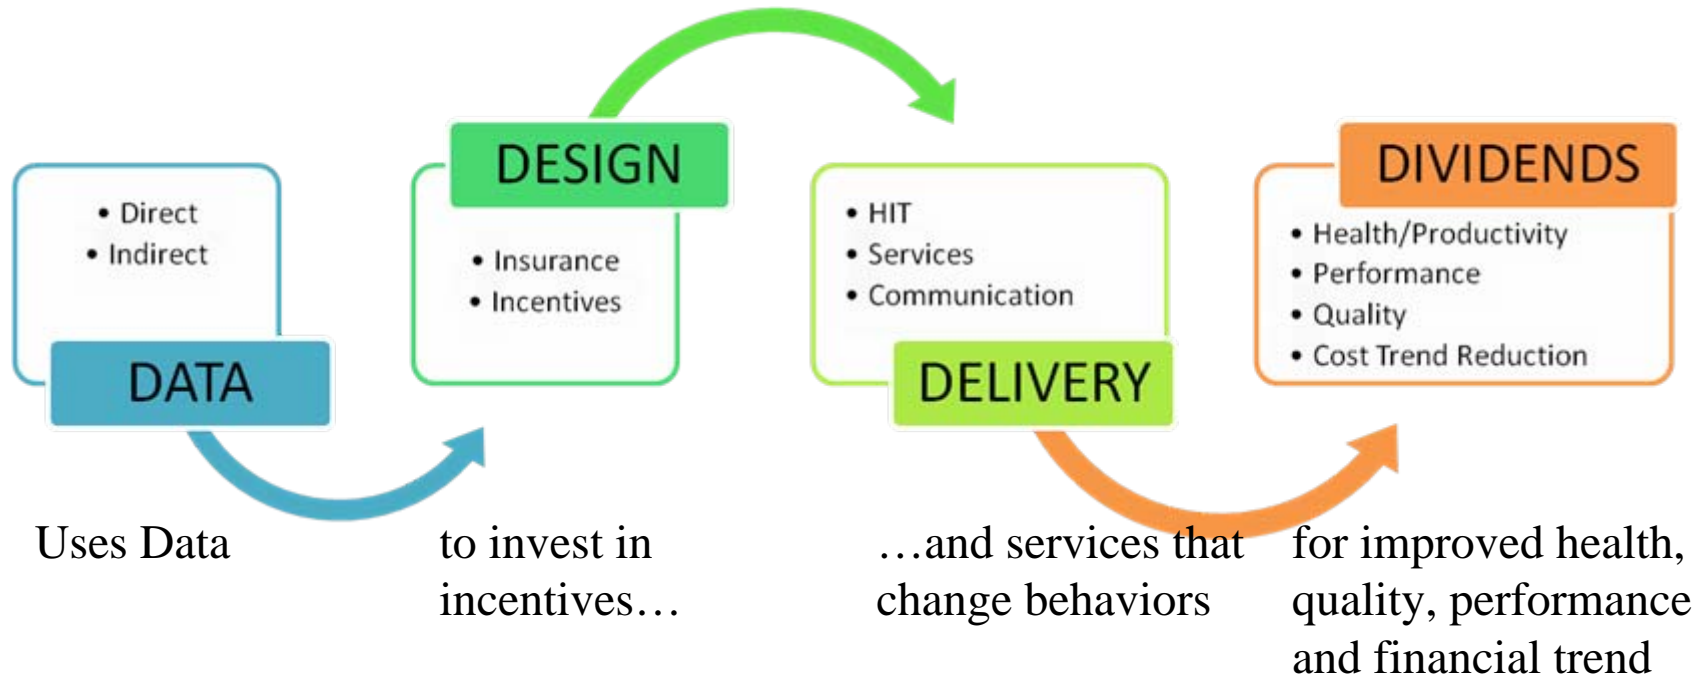 • Direct
• Indirect
DATA
DESIGN
• Insurance
• Incentives
• HIT
• Services
• Communication
DELIVERY
DIVIDENDS
• Health/Productivity
• Performance
• Quality
• Cost Trend Reduction
Uses Data
to invest in
incentives…
…and services that
change behaviors
for improved health,
quality, performance
and financial trend